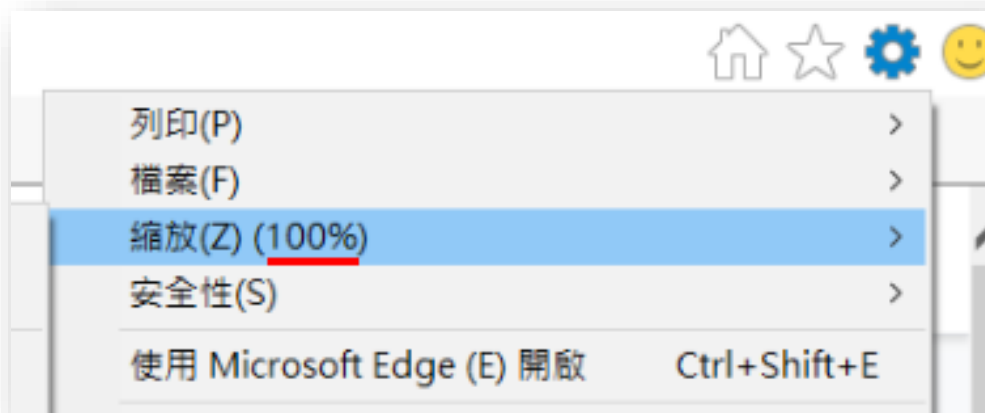 列印(P)
檔案(F)
縮放(Z) (100%)
安全性(S)
使用 Microsoft Edge (E) 開啟 Ctrl+Shift+E